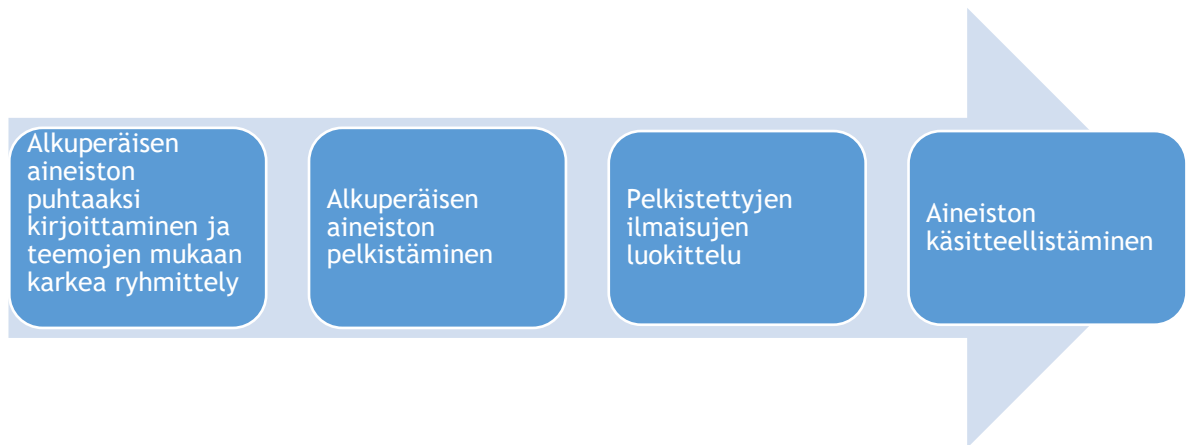 Alkuperäisen
aineiston
puhtaaksi
kirjoittaminen ja
teemojen mukaan
karkea ryhmittely
Alkuperäisen
aineiston
pelkistäminen
Pelkistettyjen
ilmaisujen
luokittelu
Aineiston
käsitteellistäminen